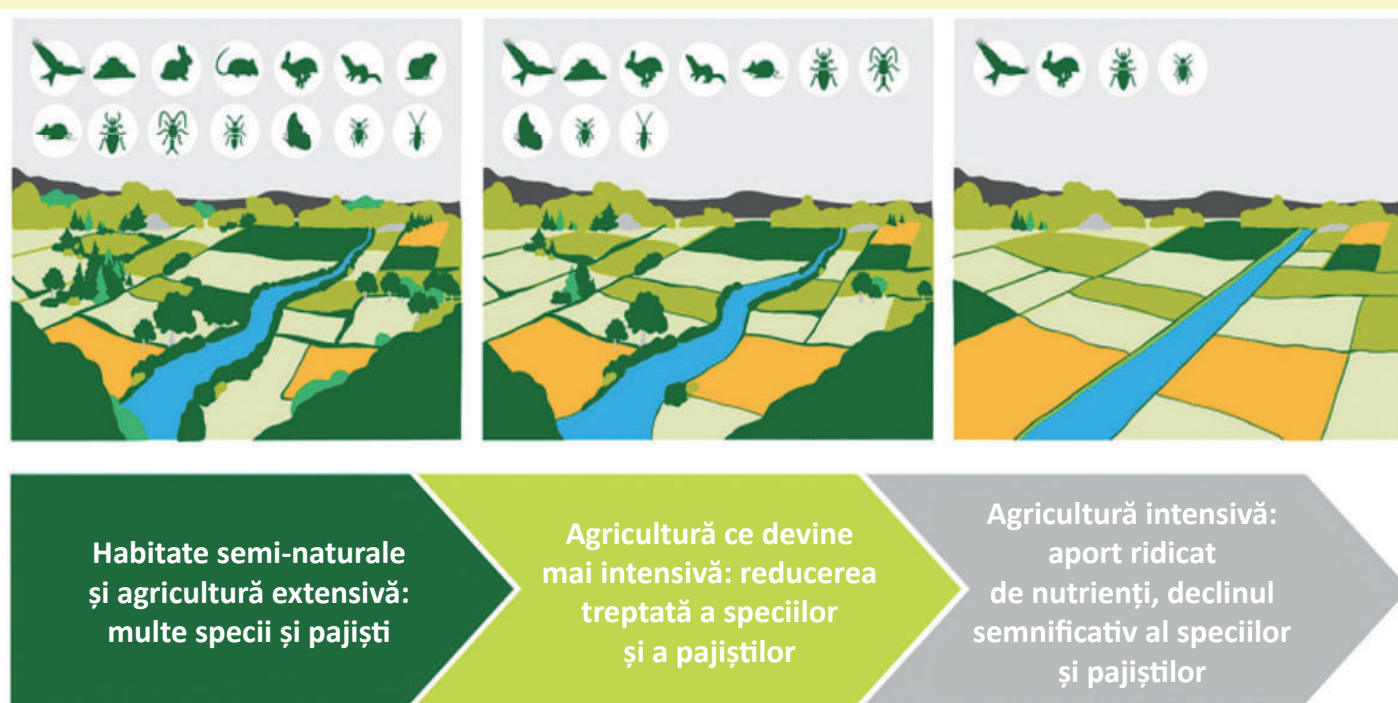 Habitate semi-naturale
și agricultură extensivă:
multe specii și pajiști
Agricultură ce devine
mai intensivă: reducerea
treptată a speciilor
și a pajiștilor
Agricultură intensivă:
aport ridicat
de nutrienți, declinul
semnificativ al speciilor
și pajiștilor